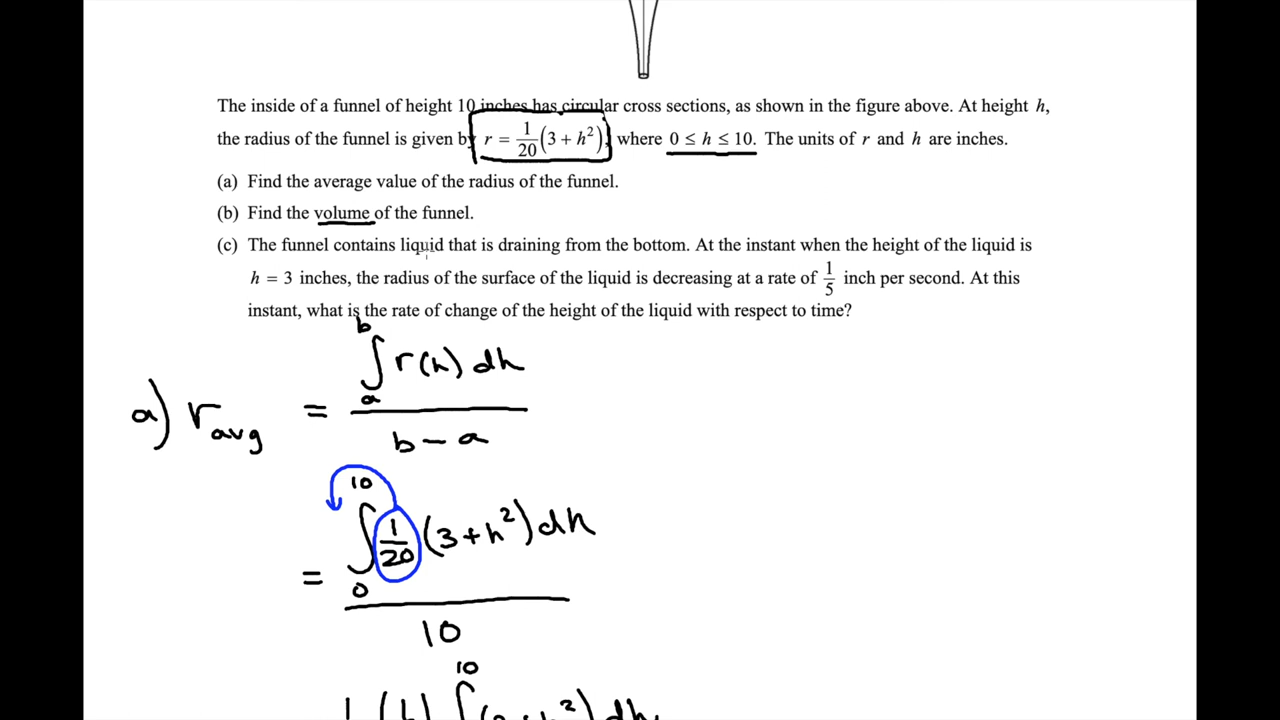 The inside of a funnel of height 10 inches has circular cross sections, as shown in the figure above. At height h,
the radius of the funnel is given by r = 1/20 (3 + h²), where 0 ≤ h ≤ 10. The units of r and h are inches.
(a) Find the average value of the radius of the funnel.
(b) Find the volume of the funnel.
(c) The funnel contains liquid that is draining from the bottom. At the instant when the height of the liquid is
h = 3 inches, the radius of the surface of the liquid is decreasing at a rate of 1/5 inch per second. At this
instant, what is the rate of change of the height of the liquid with respect to time?
a) r_avg = ∫_a^b r(h) dh / b - a
= ∫_0^10 1/20 (3 + h²) dh / 10
10